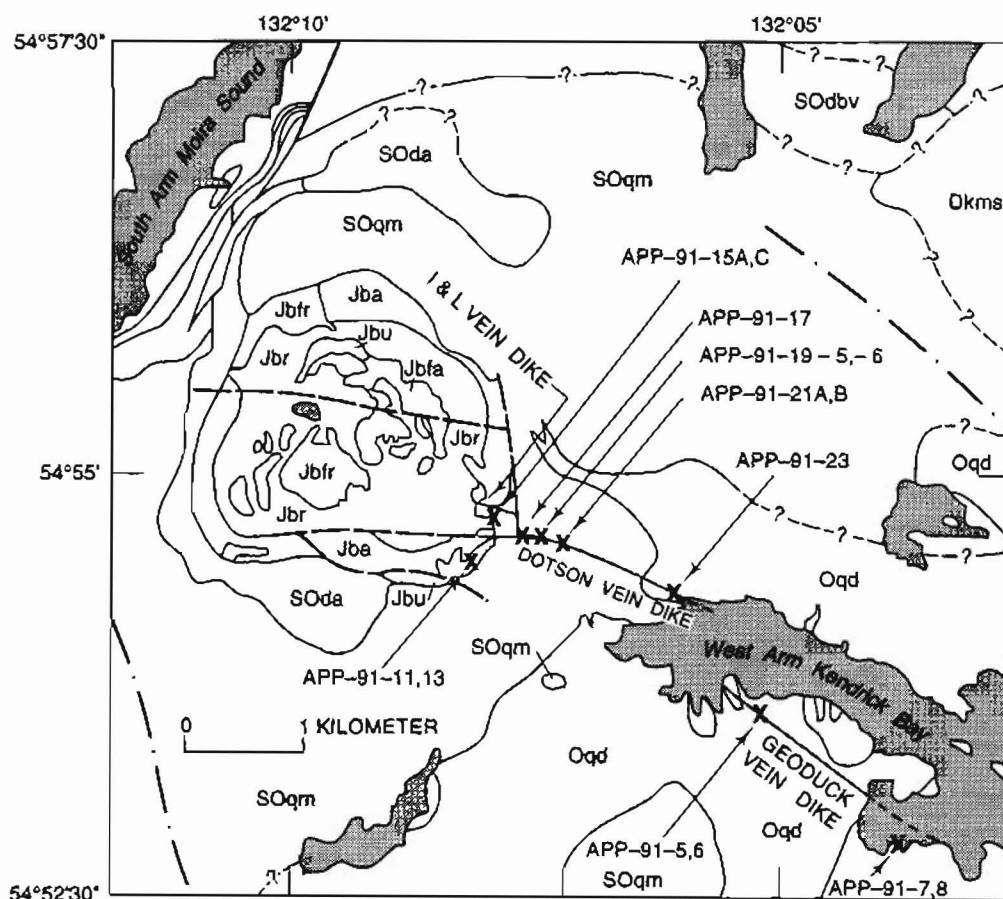 132°10'
132°05'
54°57'30"
South Arm Moira Sound
?
?
?
?
?
SOdbv
?
?
?
SOda
SOqm
?
Dkms
SOqm
?
APP-91-15A,C
I & L VEIN DIKE
Jba
Jbfr
Jbu
APP-91-17
Jbr
Jbfa
APP-91-19-5,-6
APP-91-21A,B
Jbr
?
54°55'
Jbfr
APP-91-23
Oqd
?
Jbr
?
?
Jba
DOTSON VEIN DIKE
Oqd
SOda
Jbu
SOqm
West Arm Kendrick Bay
APP-91-11,13
0 1 KILOMETER
Oqd
GEODUCK
VEIN DIKE
SOqm
Oqd
APP-91-5,6
SOqm
54°52'30"
?
APP-91-7,8